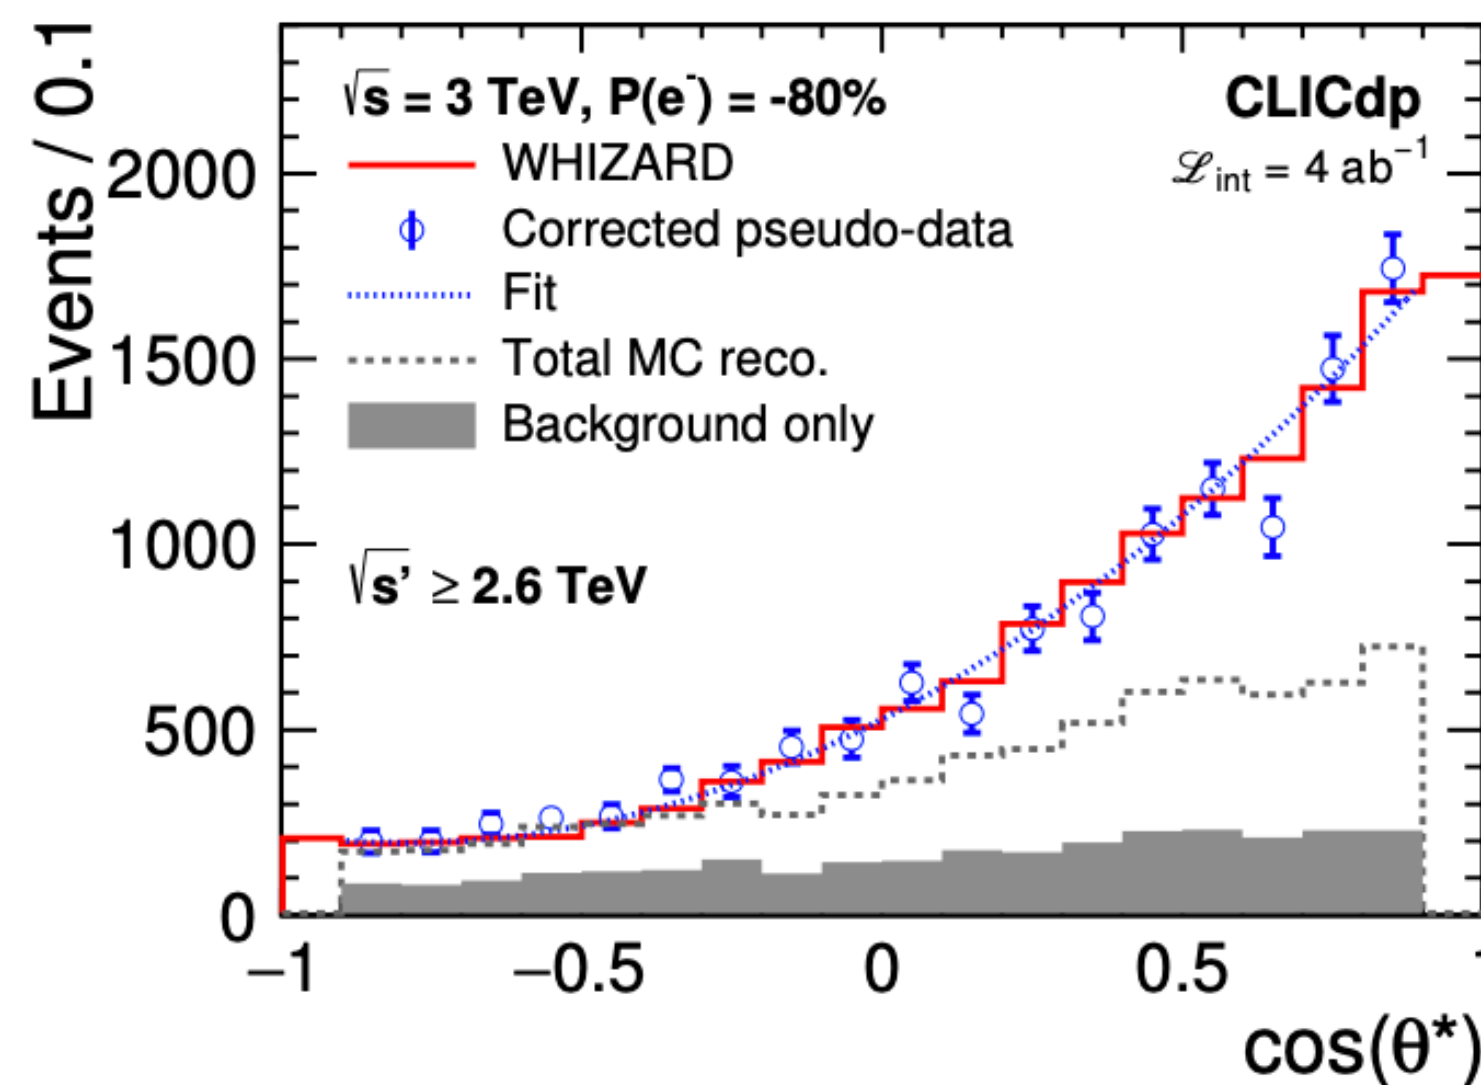 Events / 0.1
√s = 3 TeV, P(e⁻) = -80%
CLICdp
WHIZARD
ℒint = 4 ab⁻¹
Corrected pseudo-data
Fit
Total MC reco.
Background only
√s’ ≥ 2.6 TeV
2000
1500
1000
500
0
−1
−0.5
0
0.5
1
cos(θ*)